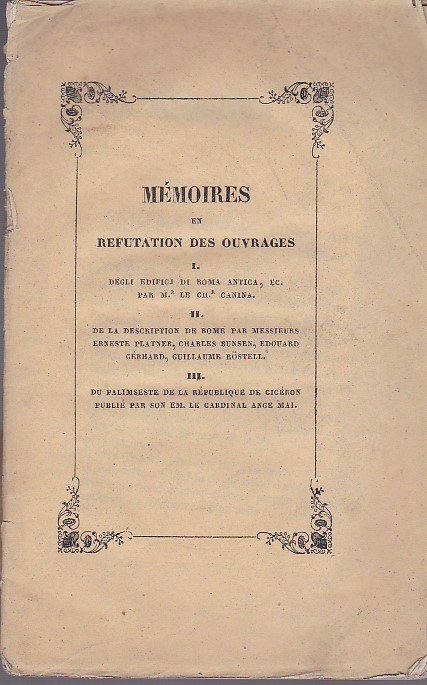 MÉMOIRES
EN
REFUTATION DES OUVRAGES
I.
DEGLI EDIFICJ DI ROMA ANTICA, EC.
PAR M.R LE CH.R CANINA.
II.
DE LA DESCRIPTION DE ROME PAR MESSIEURS
ERNESTE PLATNER, CHARLES BUNSEN, EDOUARD
GERHARD, GUILLAUME RÖSTELL.
III.
DU PALIMSESTE DE LA RÉPUBLIQUE DE CICÉRON
PUBLIÉ PAR SON EM. LE CARDINAL ANGE MAI.